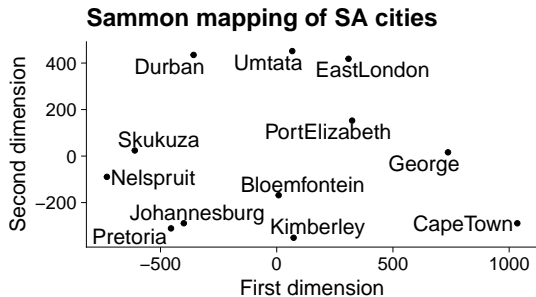 Sammon mapping of SA cities
Second dimension
400
200
0
−200
Durban
Umtata
EastLondon
PortElizabeth
Skukuza
George
Nelspruit
Bloemfontein
Johannesburg
Pretoria
Kimberley
CapeTown
−500
0
500
1000
First dimension